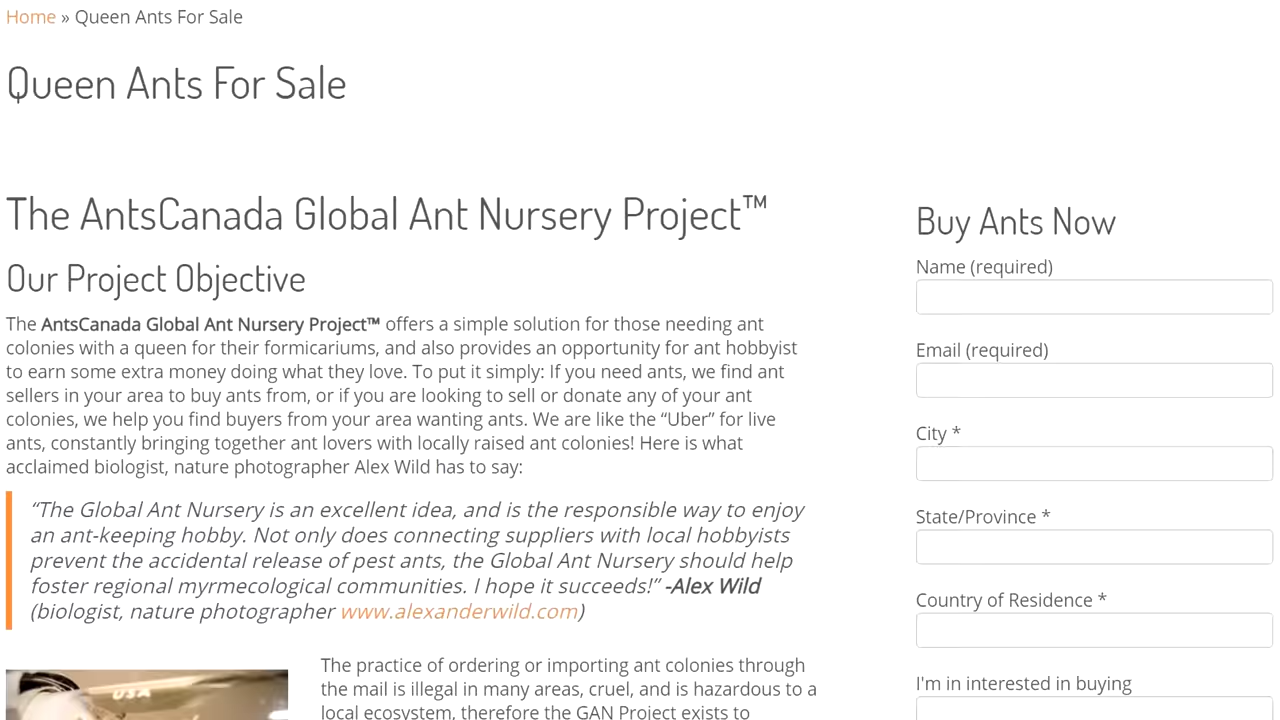 Home » Queen Ants For Sale
Queen Ants For Sale
The AntsCanada Global Ant Nursery Project™
Our Project Objective
The AntsCanada Global Ant Nursery Project™ offers a simple solution for those needing ant
colonies with a queen for their formicariums, and also provides an opportunity for ant hobbyist
to earn some extra money doing what they love. To put it simply: If you need ants, we find ant
sellers in your area to buy ants from, or if you are looking to sell or donate any of your ant
colonies, we help you find buyers from your area wanting ants. We are like the “Uber” for live
ants, constantly bringing together ant lovers with locally raised ant colonies! Here is what
acclaimed biologist, nature photographer Alex Wild has to say:
“The Global Ant Nursery is an excellent idea, and is the responsible way to enjoy
an ant-keeping hobby. Not only does connecting suppliers with local hobbyists
prevent the accidental release of pest ants, the Global Ant Nursery should help
foster regional myrmecological communities. I hope it succeeds!” -Alex Wild
(biologist, nature photographer www.alexanderwild.com)
USA
The practice of ordering or importing ant colonies through
the mail is illegal in many areas, cruel, and is hazardous to a
local ecosystem, therefore the GAN Project exists to
Buy Ants Now
Name (required)
Email (required)
City *
State/Province *
Country of Residence *
I'm in interested in buying